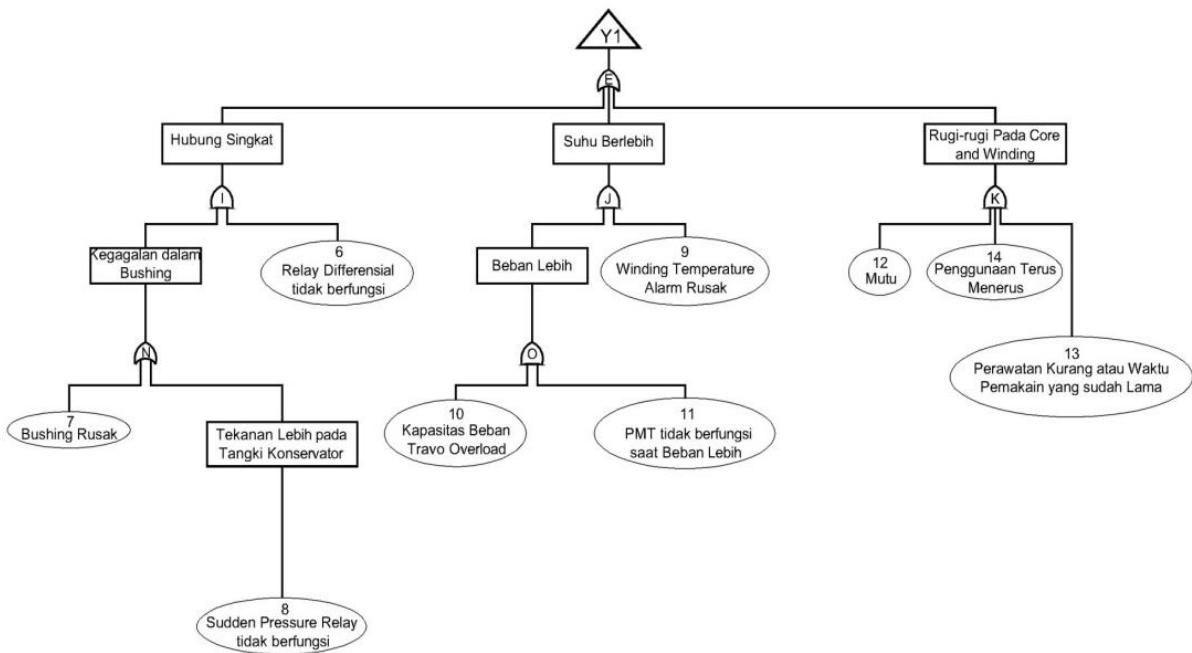 Y1
E
Hubung Singkat
Suhu Berlebih
Rugi-rugi Pada Core
and Winding
I
J
K
Kegagalan dalam
Bushing
6
Relay Differensial
tidak berfungsi
Beban Lebih
9
Winding Temperature
Alarm Rusak
12
Mutu
14
Penggunaan Terus
Menerus
N
O
13
Perawatan Kurang atau Waktu
Pemakain yang sudah Lama
7
Bushing Rusak
Tekanan Lebih pada
Tangki Konservator
10
Kapasitas Beban
Travo Overload
11
PMT tidak berfungsi
saat Beban Lebih
8
Sudden Pressure Relay
tidak berfungsi